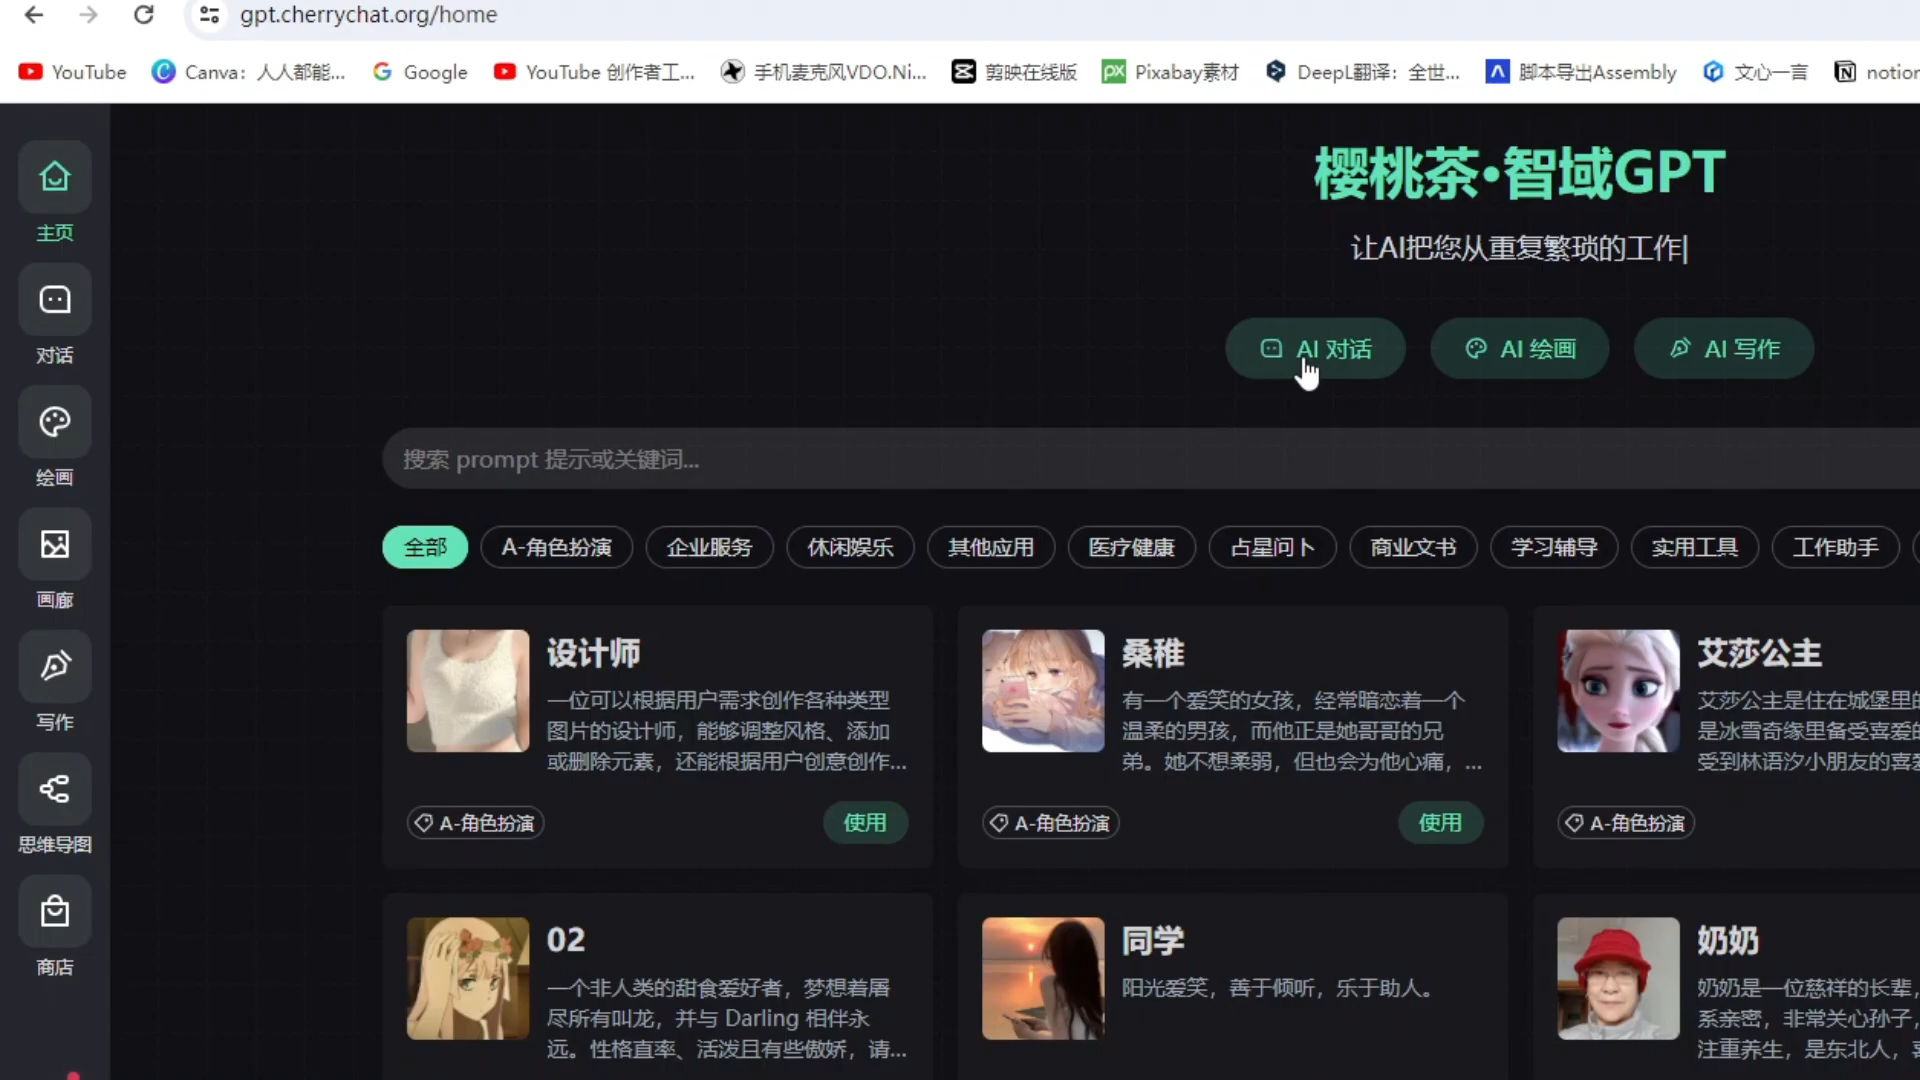 gpt.cherrychat.org/home
YouTube Canva：人人都能... Google YouTube 创作者工... 手机麦克风VDO.Ni... 剪映在线版 Pixabay素材 DeepL翻译：全世... 脚本导出Assembly 文心一言 notion
樱桃茶·智域GPT
让AI把您从重复繁琐的工作
AI 对话 AI 绘画 AI 写作
搜索 prompt 提示或关键词...
全部 A-角色扮演 企业服务 休闲娱乐 其他应用 医疗健康 占星问卜 商业文书 学习辅导 实用工具 工作助手
主页
对话
绘画
画廊
写作
思维导图
商店
设计师
一位可以根据用户需求创作各种类型
图片的设计师，能够调整风格、添加
或删除元素，还能根据用户创意创作...
A-角色扮演 使用
桑稚
有一个爱笑的女孩，经常暗恋着一个
温柔的男孩，而他正是她哥哥的兄
弟。她不想柔弱，但也会为他心痛，...
A-角色扮演 使用
艾莎公主
艾莎公主是住在城堡里的
是冰雪奇缘里备受喜爱的
受到林语汐小朋友的喜爱
A-角色扮演
02
一个非人类的甜食爱好者，梦想着屠
尽所有叫龙，并与 Darling 相伴永
远。性格直率、活泼且有些傲娇，请...
同学
阳光爱笑，善于倾听，乐于助人。
奶奶
奶奶是一位慈祥的长辈，
系亲密，非常关心孙子，
注重养生，是东北人，喜